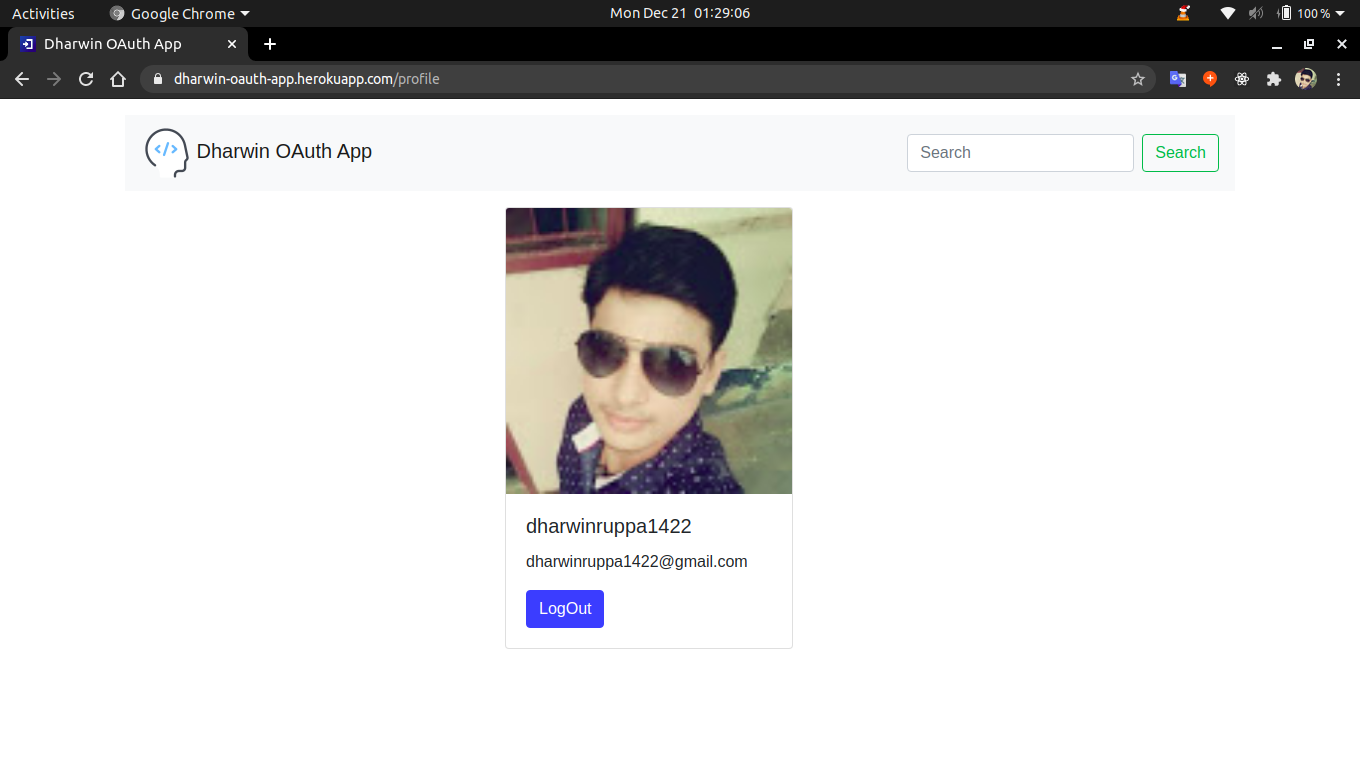 Activities Google Chrome Mon Dec 21 01:29:06 100 %
Dharwin OAuth App
dharwin-oauth-app.herokuapp.com/profile
</> Dharwin OAuth App Search Search
dharwinruppa1422
dharwinruppa1422@gmail.com
LogOut